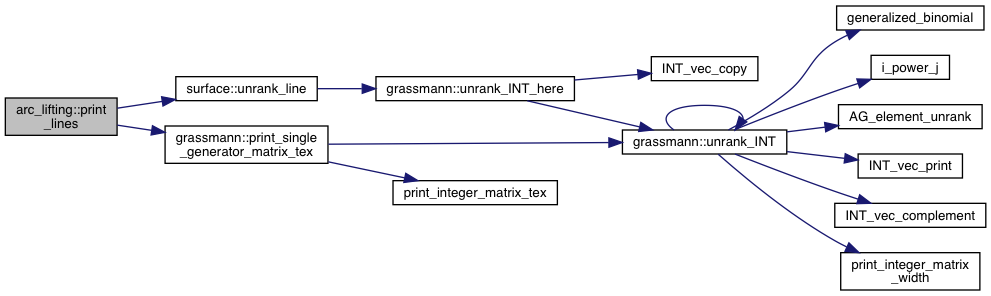 arc_lifting::print
_lines
surface::unrank_line
grassmann::print_single
_generator_matrix_tex
grassmann::unrank_INT_here
print_integer_matrix_tex
INT_vec_copy
grassmann::unrank_INT
generalized_binomial
i_power_j
AG_element_unrank
INT_vec_print
INT_vec_complement
print_integer_matrix
_width